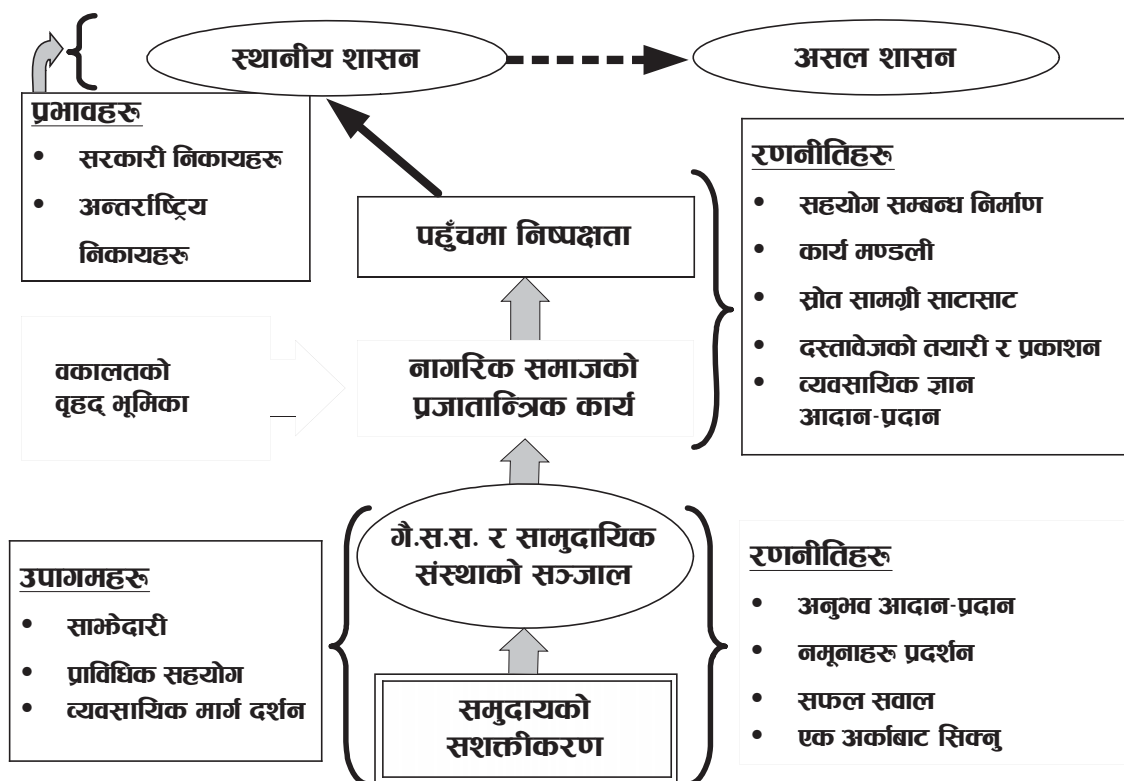 स्थानीय शासन
असल शासन
प्रभावहरू
• सरकारी निकायहरू
• अन्तर्राष्ट्रिय
निकायहरू
पहुँचमा निष्पक्षता
रणनीतिहरू
• सहयोग सम्बन्ध निर्माण
• कार्य मण्डली
• स्रोत सामग्री साटासाट
• दस्तावेजको तयारी र प्रकाशन
• व्यवसायिक ज्ञान
आदान-प्रदान
वकालतको
वृहद् भूमिका
नागरिक समाजको
प्रजातान्त्रिक कार्य
गै.स.स. र सामुदायिक
संस्थाको सञ्जाल
उपागमहरू
• साझेदारी
• प्राविधिक सहयोग
• व्यवसायिक मार्ग दर्शन
रणनीतिहरू
• अनुभव आदान-प्रदान
• नमूनाहरू प्रदर्शन
• सफल सवाल
• एक अर्काबाट सिक्नु
समुदायको
सशक्तीकरण